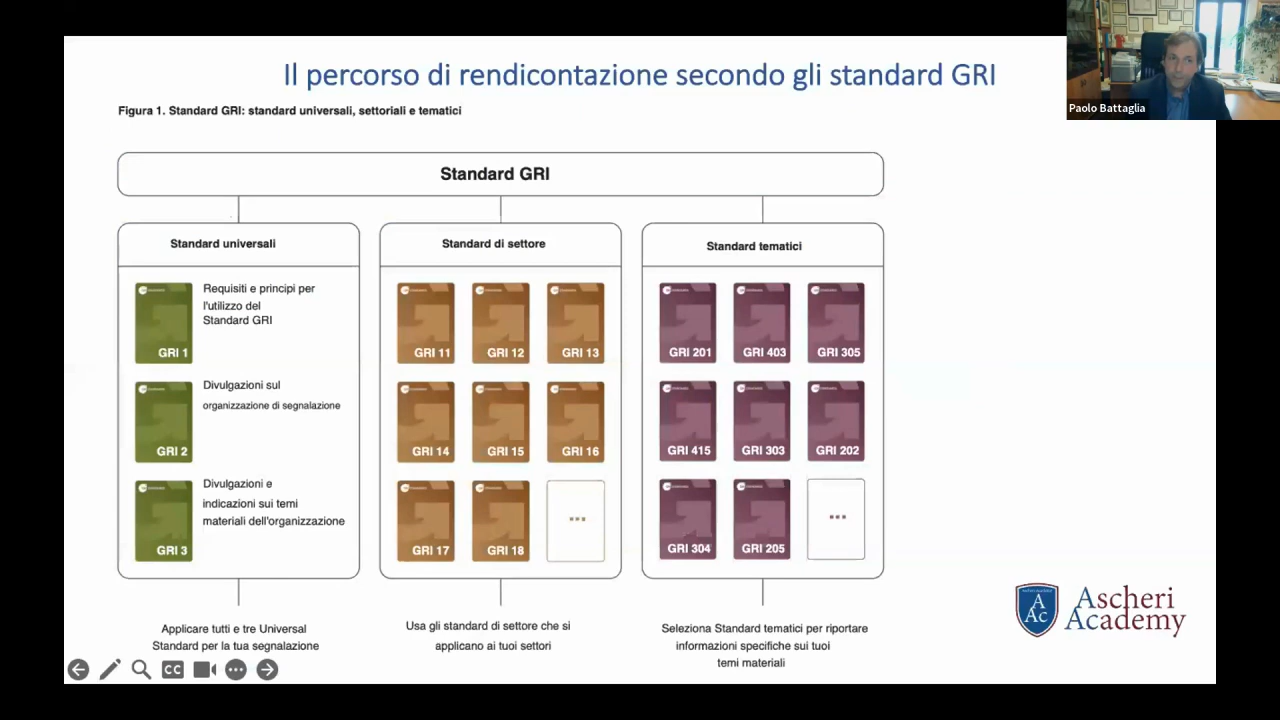 Il percorso di rendicontazione secondo gli standard GRI
Paolo Battaglia
Figura 1. Standard GRI: standard universali, settoriali e tematici
Standard GRI
Standard universali
GRI 1
Requisiti e principi per
l'utilizzo del
Standard GRI
GRI 2
Divulgazioni sul
organizzazione di segnalazione
GRI 3
Divulgazioni e
indicazioni sui temi
materiali dell'organizzazione
Applicare tutti e tre Universal
Standard per la tua segnalazione
Standard di settore
GRI 11 GRI 12 GRI 13
GRI 14 GRI 15 GRI 16
GRI 17 GRI 18 ...
Usa gli standard di settore che si
applicano ai tuoi settori
Standard tematici
GRI 201 GRI 403 GRI 305
GRI 415 GRI 303 GRI 202
GRI 304 GRI 205 ...
Seleziona Standard tematici per riportare
informazioni specifiche sui tuoi
temi materiali
A
Ac
Ascheri
Academy
CC